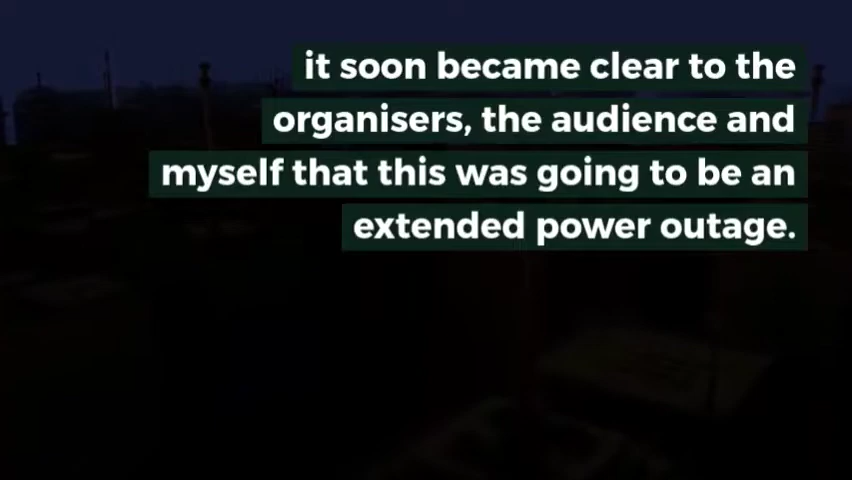 it soon became clear to the
organisers, the audience and
myself that this was going to be an
extended power outage.